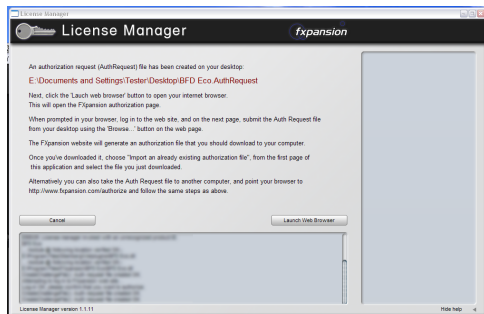 License Manager
License Manager
fxpansion
An authorization request (AuthRequest) file has been created on your desktop:
E:\Documents and Settings\Tester\Desktop\BFD Eco.AuthRequest
Next, click the 'Lauch web browser' button to open your internet browser.
This will open the FXpansion authorization page.
When prompted in your browser, log in to the web site, and on the next page, submit the Auth Request file
from your desktop using the 'Browse...' button on the web page.
The FXpansion website will generate an authorization file that you should download to your computer.
Once you've downloaded it, choose "Import an already existing authorization file", from the first page of
this application and select the file you just downloaded.
Alternatively you can also take the Auth Request file to another computer, and point your browser to
http://www.fxpansion.com/authorize and follow the same steps as above.
Cancel
Launch Web Browser
License Manager version 1.1.11
Hide help